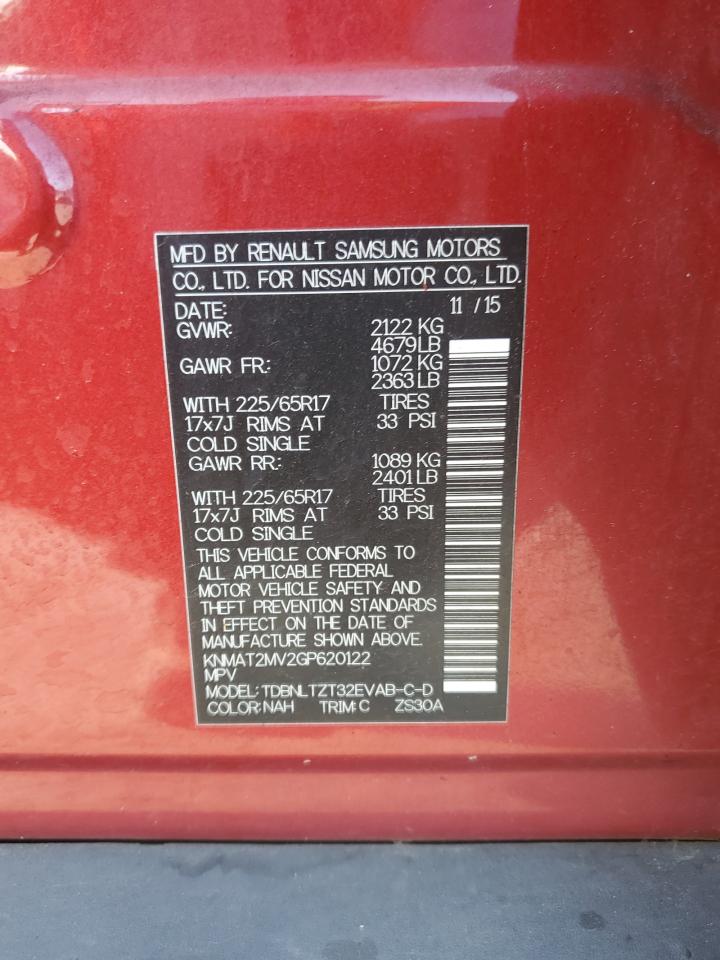 MFD BY RENAULT SAMSUNG MOTORS
CO., LTD. FOR NISSAN MOTOR CO., LTD.
DATE: 11 /15
GVWR: 2122 KG
4679LB
GAWR FR: 1072 KG
2363LB
WITH 225/65R17 TIRES
17x7J RIMS AT 33 PSI
COLD SINGLE
GAWR RR: 1089 KG
2401LB
WITH 225/65R17 TIRES
17x7J RIMS AT 33 PSI
COLD SINGLE
THIS VEHICLE CONFORMS TO
ALL APPLICABLE FEDERAL
MOTOR VEHICLE SAFETY AND
THEFT PREVENTION STANDARDS
IN EFFECT ON THE DATE OF
MANUFACTURE SHOWN ABOVE.
KNMAT2MV2GP620122
MPV
MODEL: TDBNLTZT32EVAB-C-D
COLOR:NAH TRIM:C ZS30A